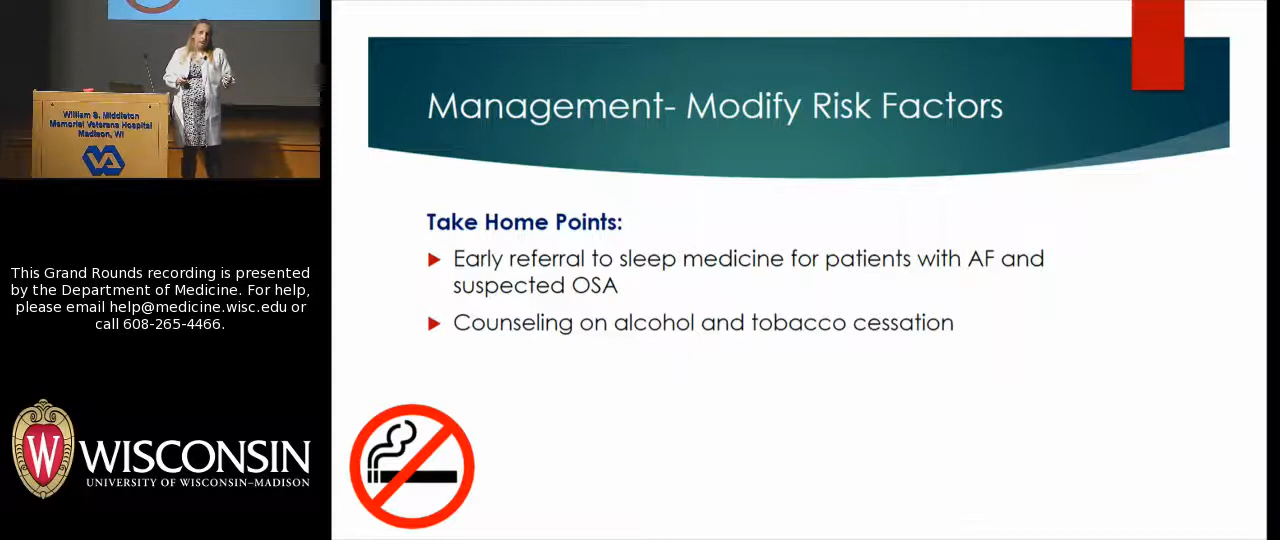 William S. Middleton
Memorial Veterans Hospital
Madison, WI
VA
This Grand Rounds recording is presented
by the Department of Medicine. For help,
please email help@medicine.wisc.edu or
call 608-265-4466.
W
WISCONSIN
UNIVERSITY OF WISCONSIN–MADISON
Management- Modify Risk Factors
Take Home Points:
Early referral to sleep medicine for patients with AF and
suspected OSA
Counseling on alcohol and tobacco cessation